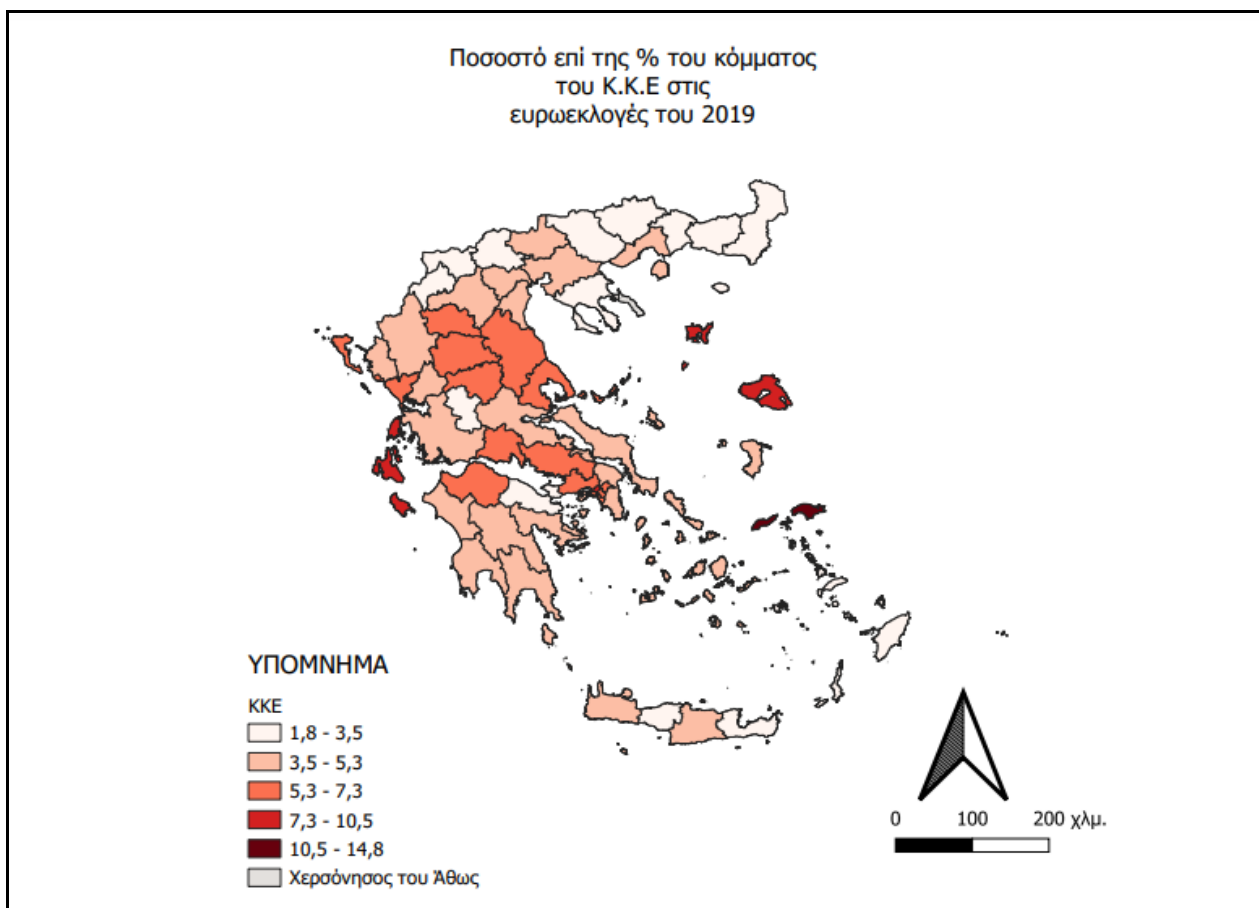 Ποσοστό επί της % του κόμματος
του Κ.Κ.Ε στις
ευρωεκλογές του 2019
ΥΠΟΜΝΗΜΑ
ΚΚΕ
1,8 - 3,5
3,5 - 5,3
5,3 - 7,3
7,3 - 10,5
10,5 - 14,8
Χερσόνησος του Άθως
0 100 200 χλμ.